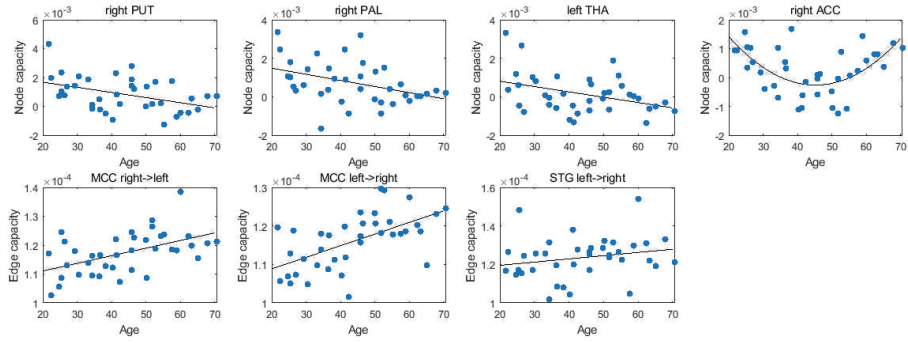 right PUT
right PAL
left THA
right ACC
×10⁻³
×10⁻³
×10⁻³
×10⁻³
6
4
2
0
-2
Node capacity
20 30 40 50 60 70
Age
4
2
0
-2
Node capacity
20 30 40 50 60 70
Age
4
2
0
-2
Node capacity
20 30 40 50 60 70
Age
2
1
0
-1
-2
Node capacity
20 30 40 50 60 70
Age
MCC right->left
MCC left->right
STG left->right
×10⁻⁴
×10⁻⁴
×10⁻⁴
1.4
1.3
1.2
1.1
1
Edge capacity
20 30 40 50 60 70
Age
1.3
1.2
1.1
1
Edge capacity
20 30 40 50 60 70
Age
1.6
1.4
1.2
1
Edge capacity
20 30 40 50 60 70
Age